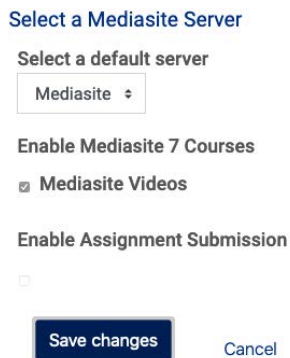 Select a Mediasite Server
Select a default server
Mediasite
Enable Mediasite 7 Courses
Mediasite Videos
Enable Assignment Submission
Save changes Cancel